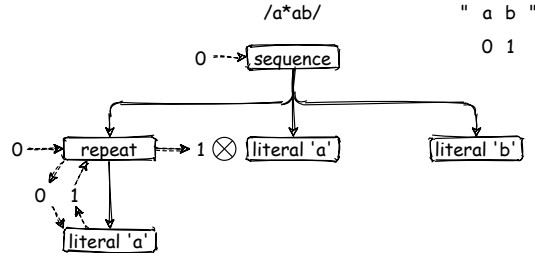 /a*ab/
" a b "
0 1
0
sequence
0
repeat
1
literal 'a'
literal 'b'
0
1
literal 'a'